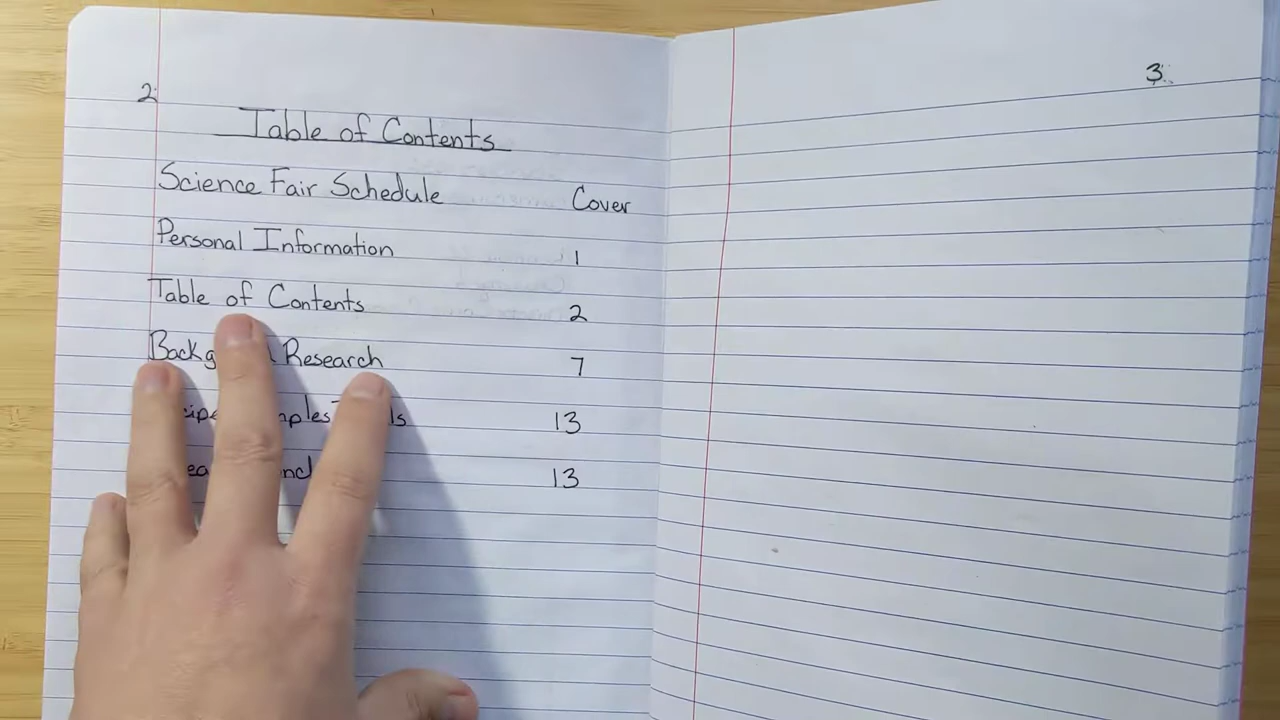 2
Table of Contents
Science Fair Schedule Cover
Personal Information 1
Table of Contents 2
Research 7
13
13
3